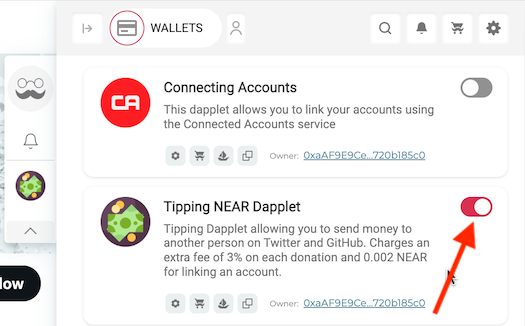 WALLETS
CA
Connecting Accounts
This dapplet allows you to link your accounts using
the Connected Accounts service
Owner: 0xaAF9E9Ce...720b185c0
Tipping NEAR Dapplet
Tipping Dapplet allowing you to send money to
another person on Twitter and GitHub. Charges an
extra fee of 3% on each donation and 0.002 NEAR
for linking an account.
low
Owner: 0xaAF9E9Ce...720b185c0